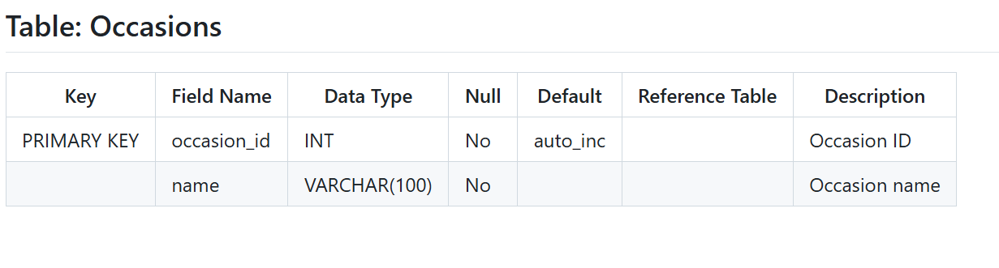 Table: Occasions
Key Field Name Data Type Null Default Reference Table Description
PRIMARY KEY occasion_id INT No auto_inc Occasion ID
name VARCHAR(100) No Occasion name